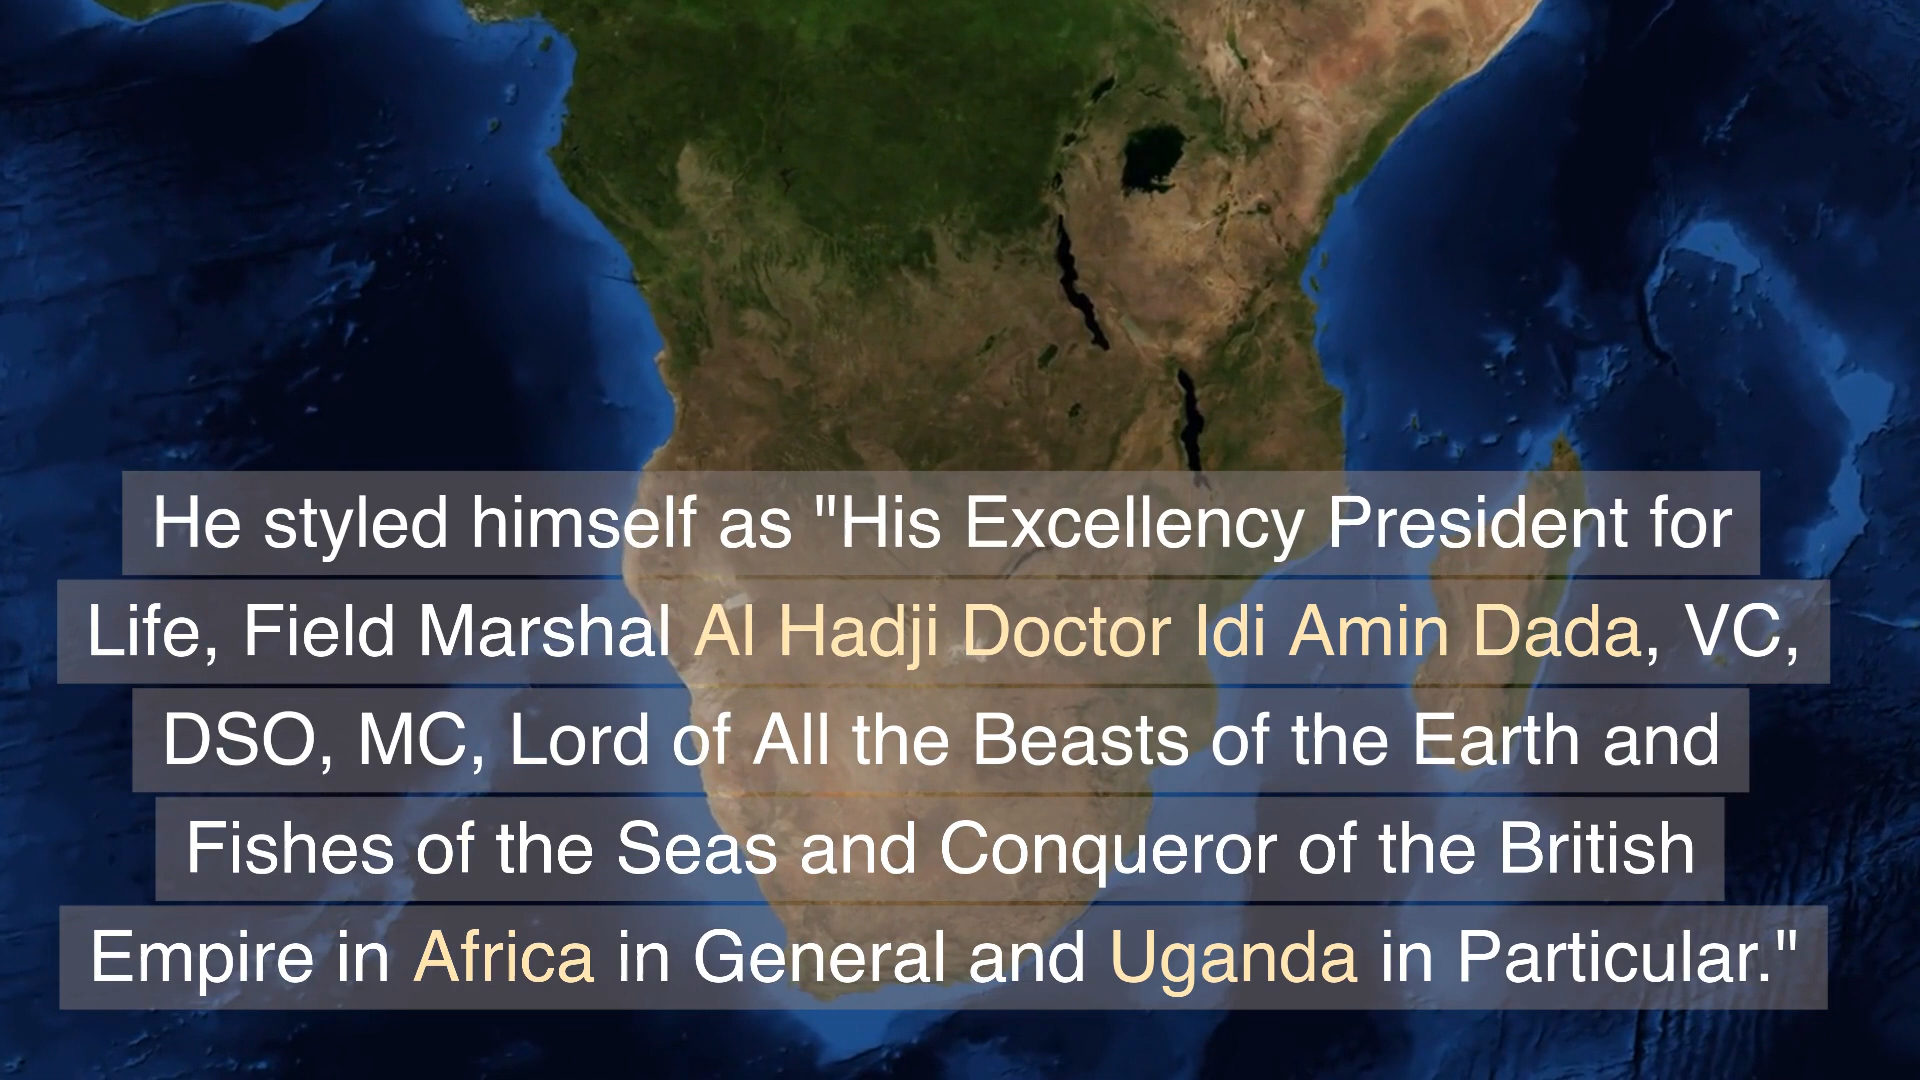 He styled himself as "His Excellency President for
Life, Field Marshal Al Hadji Doctor Idi Amin Dada, VC,
DSO, MC, Lord of All the Beasts of the Earth and
Fishes of the Seas and Conqueror of the British
Empire in Africa in General and Uganda in Particular."